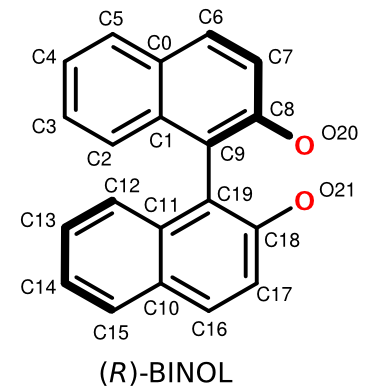 C5 C6
C4 C0 C7
C3 C8 O20
C1 O
C2 C9
C12 C19 O21
C11 O
C13 C18
C14 C17
C10
C15 C16
(R)-BINOL